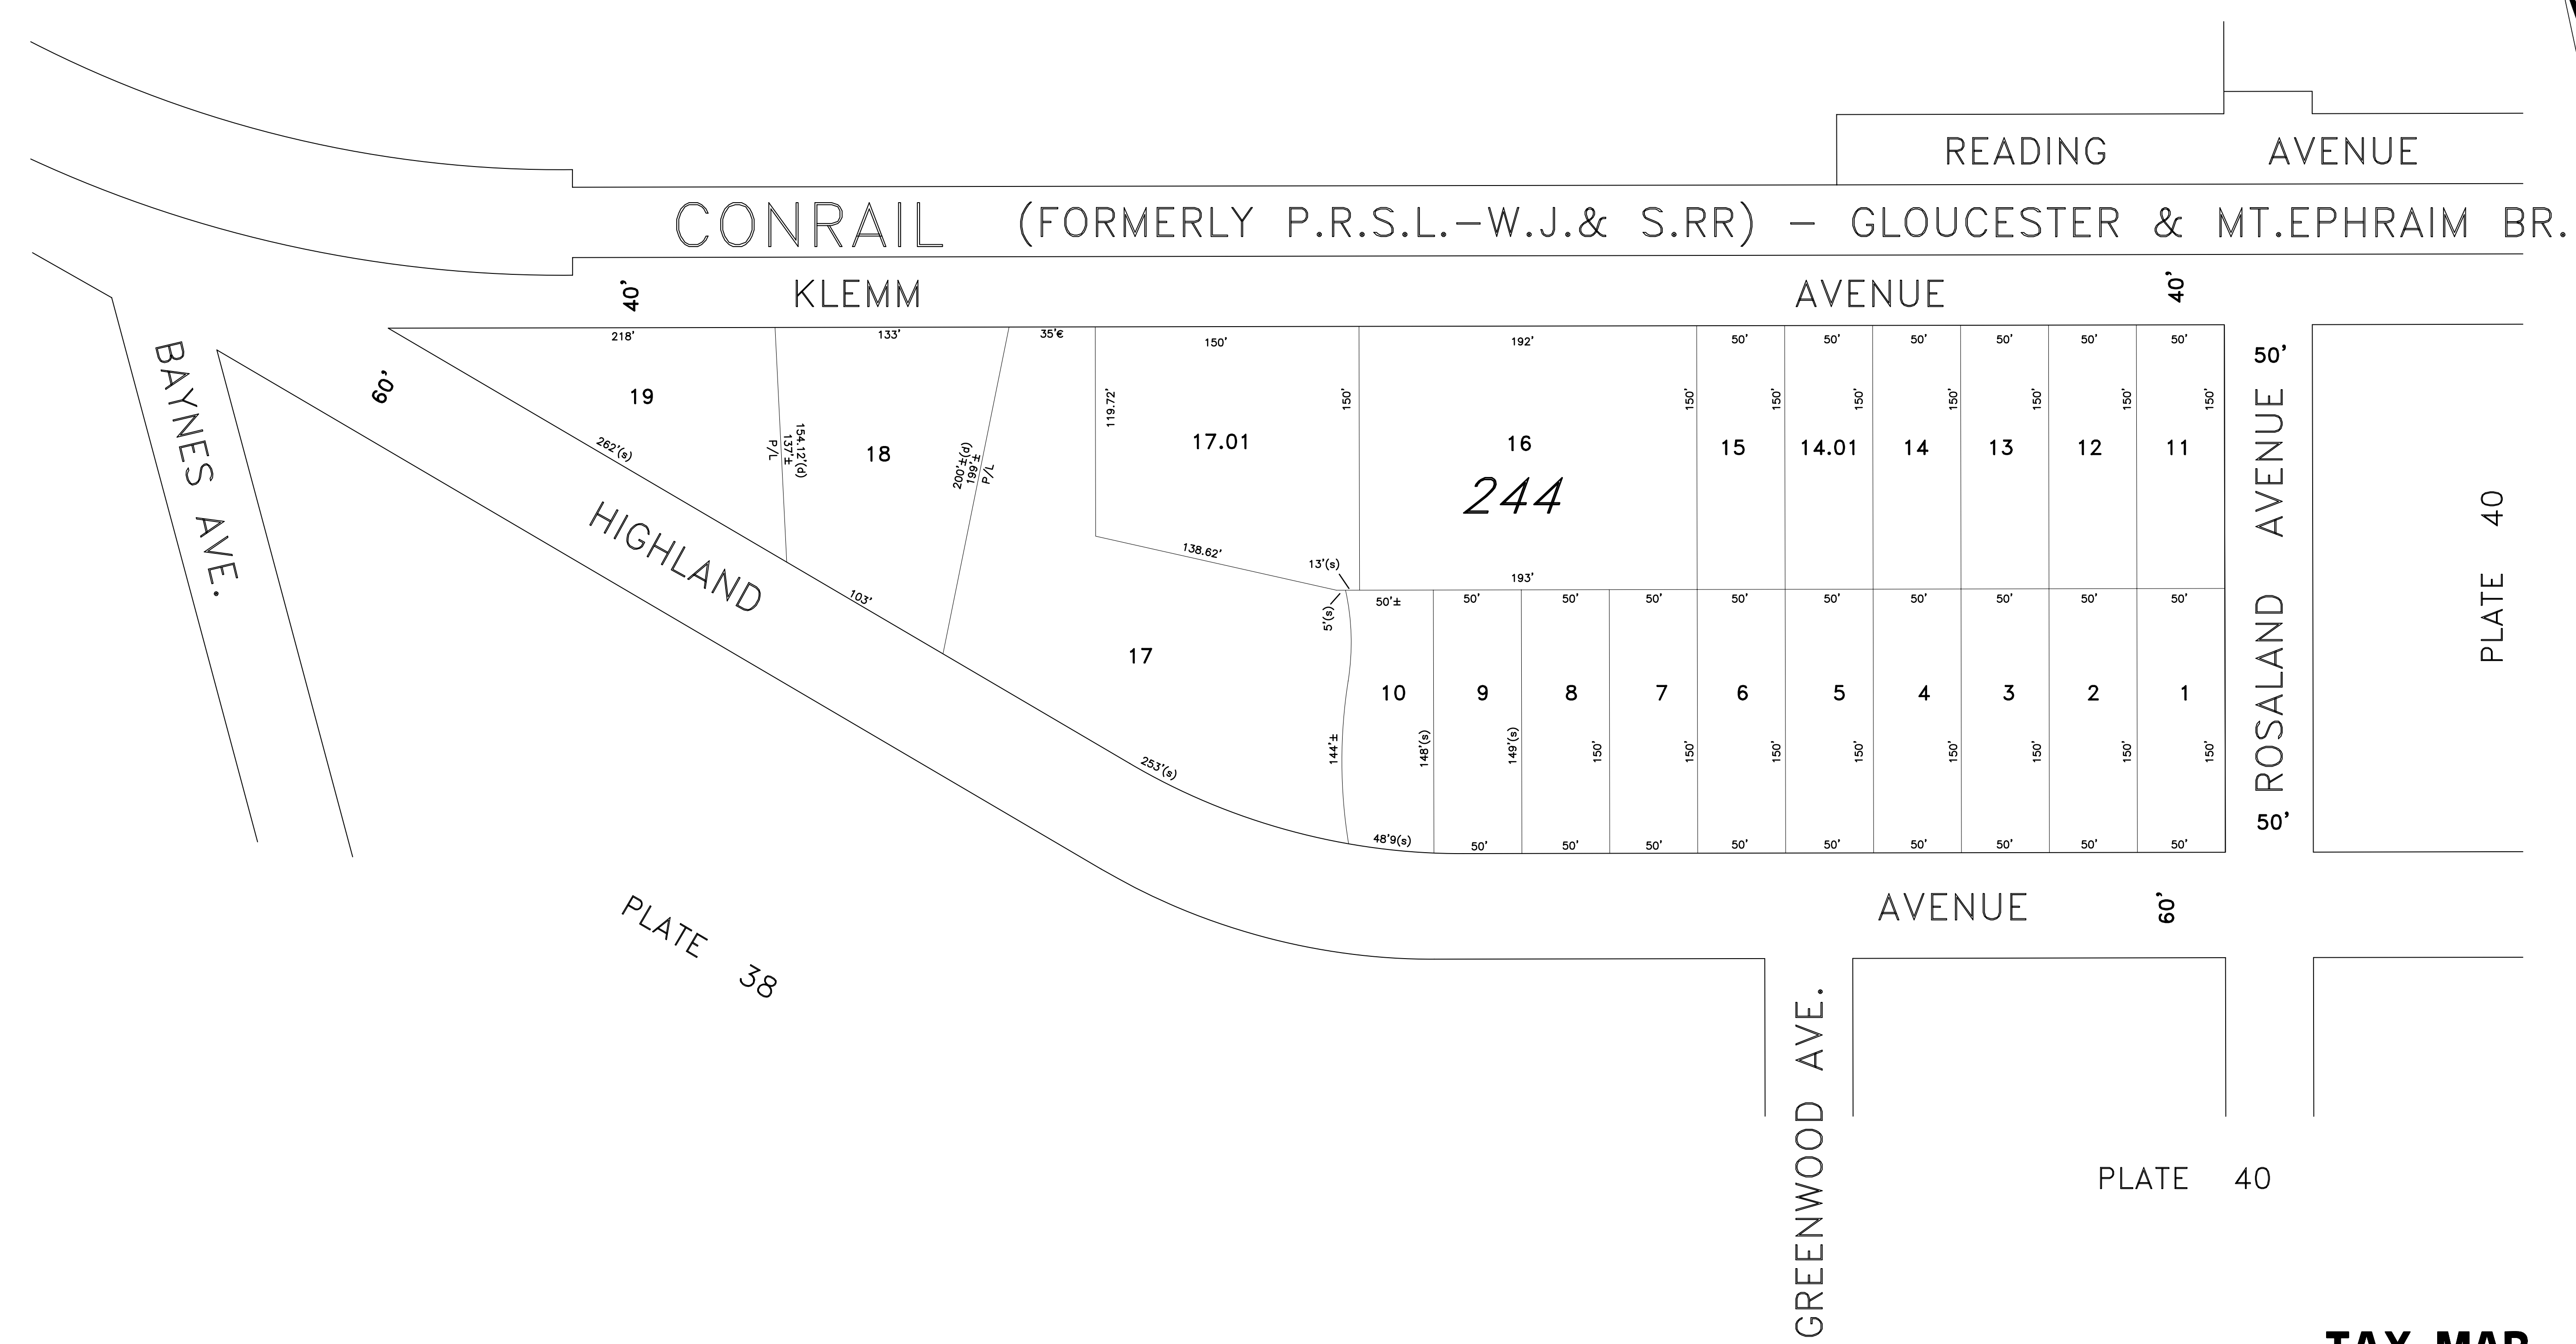 READING AVENUE
CONRAIL (FORMERLY P.R.S.L.-W.J.& S.RR) - GLOUCESTER & MT.EPHRAIM BR.
40' KLEMM AVENUE 40'
218' 133' 35'€ 150' 192' 50' 50' 50' 50' 50' 50'
BAYNES AVE.
60'
50'
119.72' 150' 150' 150' 150' 150' 150' 150' 150'
19 18 17.01 16 15 14.01 14 13 12 11
262'(s)
P/L
137'±
154.12'(d)
200'±(d)
199'±
P/L
244
HIGHLAND
138.62'
13'(s)
193'
5'(s)
103'
50'± 50' 50' 50' 50' 50' 50' 50' 50' 50'
ROSALAND AVENUE
PLATE 40
17
10 9 8 7 6 5 4 3 2 1
144'± 148'(s) 149'(s) 150' 150' 150' 150' 150' 150' 150' 150'
253'(s)
50'
48'9(s) 50' 50' 50' 50' 50' 50' 50' 50' 50'
AVENUE 60'
PLATE 38
GREENWOOD AVE.
PLATE 40
TAX MAP